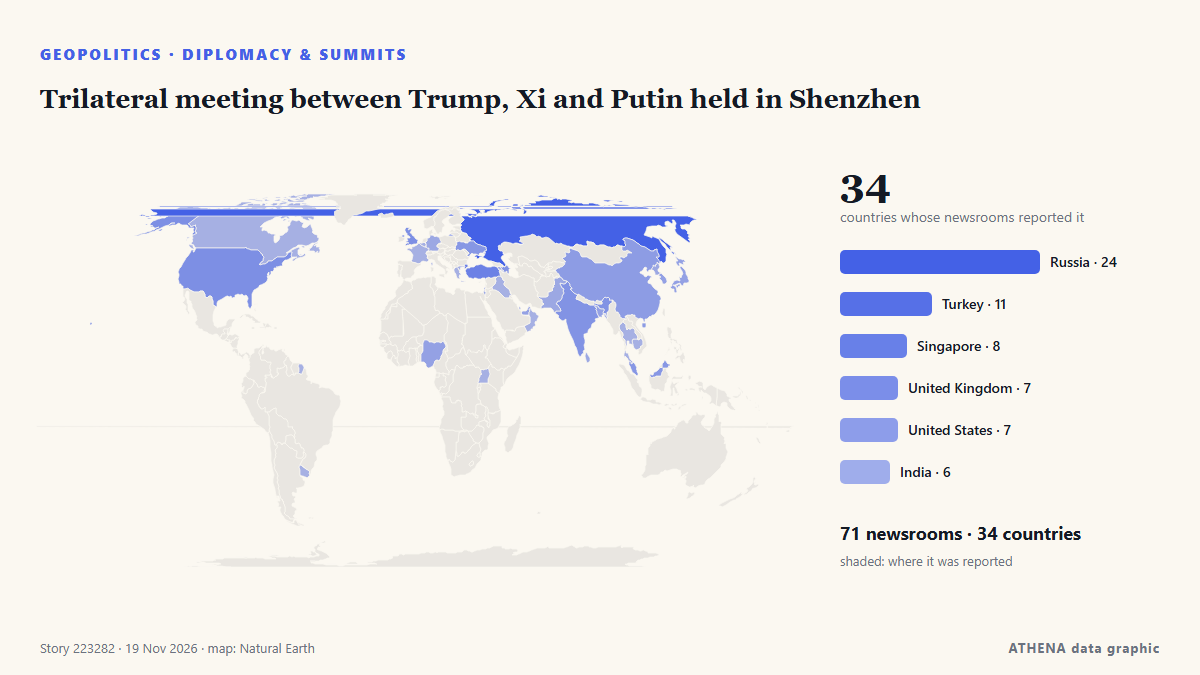 GEOPOLITICS · DIPLOMACY & SUMMITS
Trilateral meeting between Trump, Xi and Putin held in Shenzhen
34
countries whose newsrooms reported it
Russia · 24
Turkey · 11
Singapore · 8
United Kingdom · 7
United States · 7
India · 6
71 newsrooms · 34 countries
shaded: where it was reported
Story 223282 · 19 Nov 2026 · map: Natural Earth
ATHENA data graphic